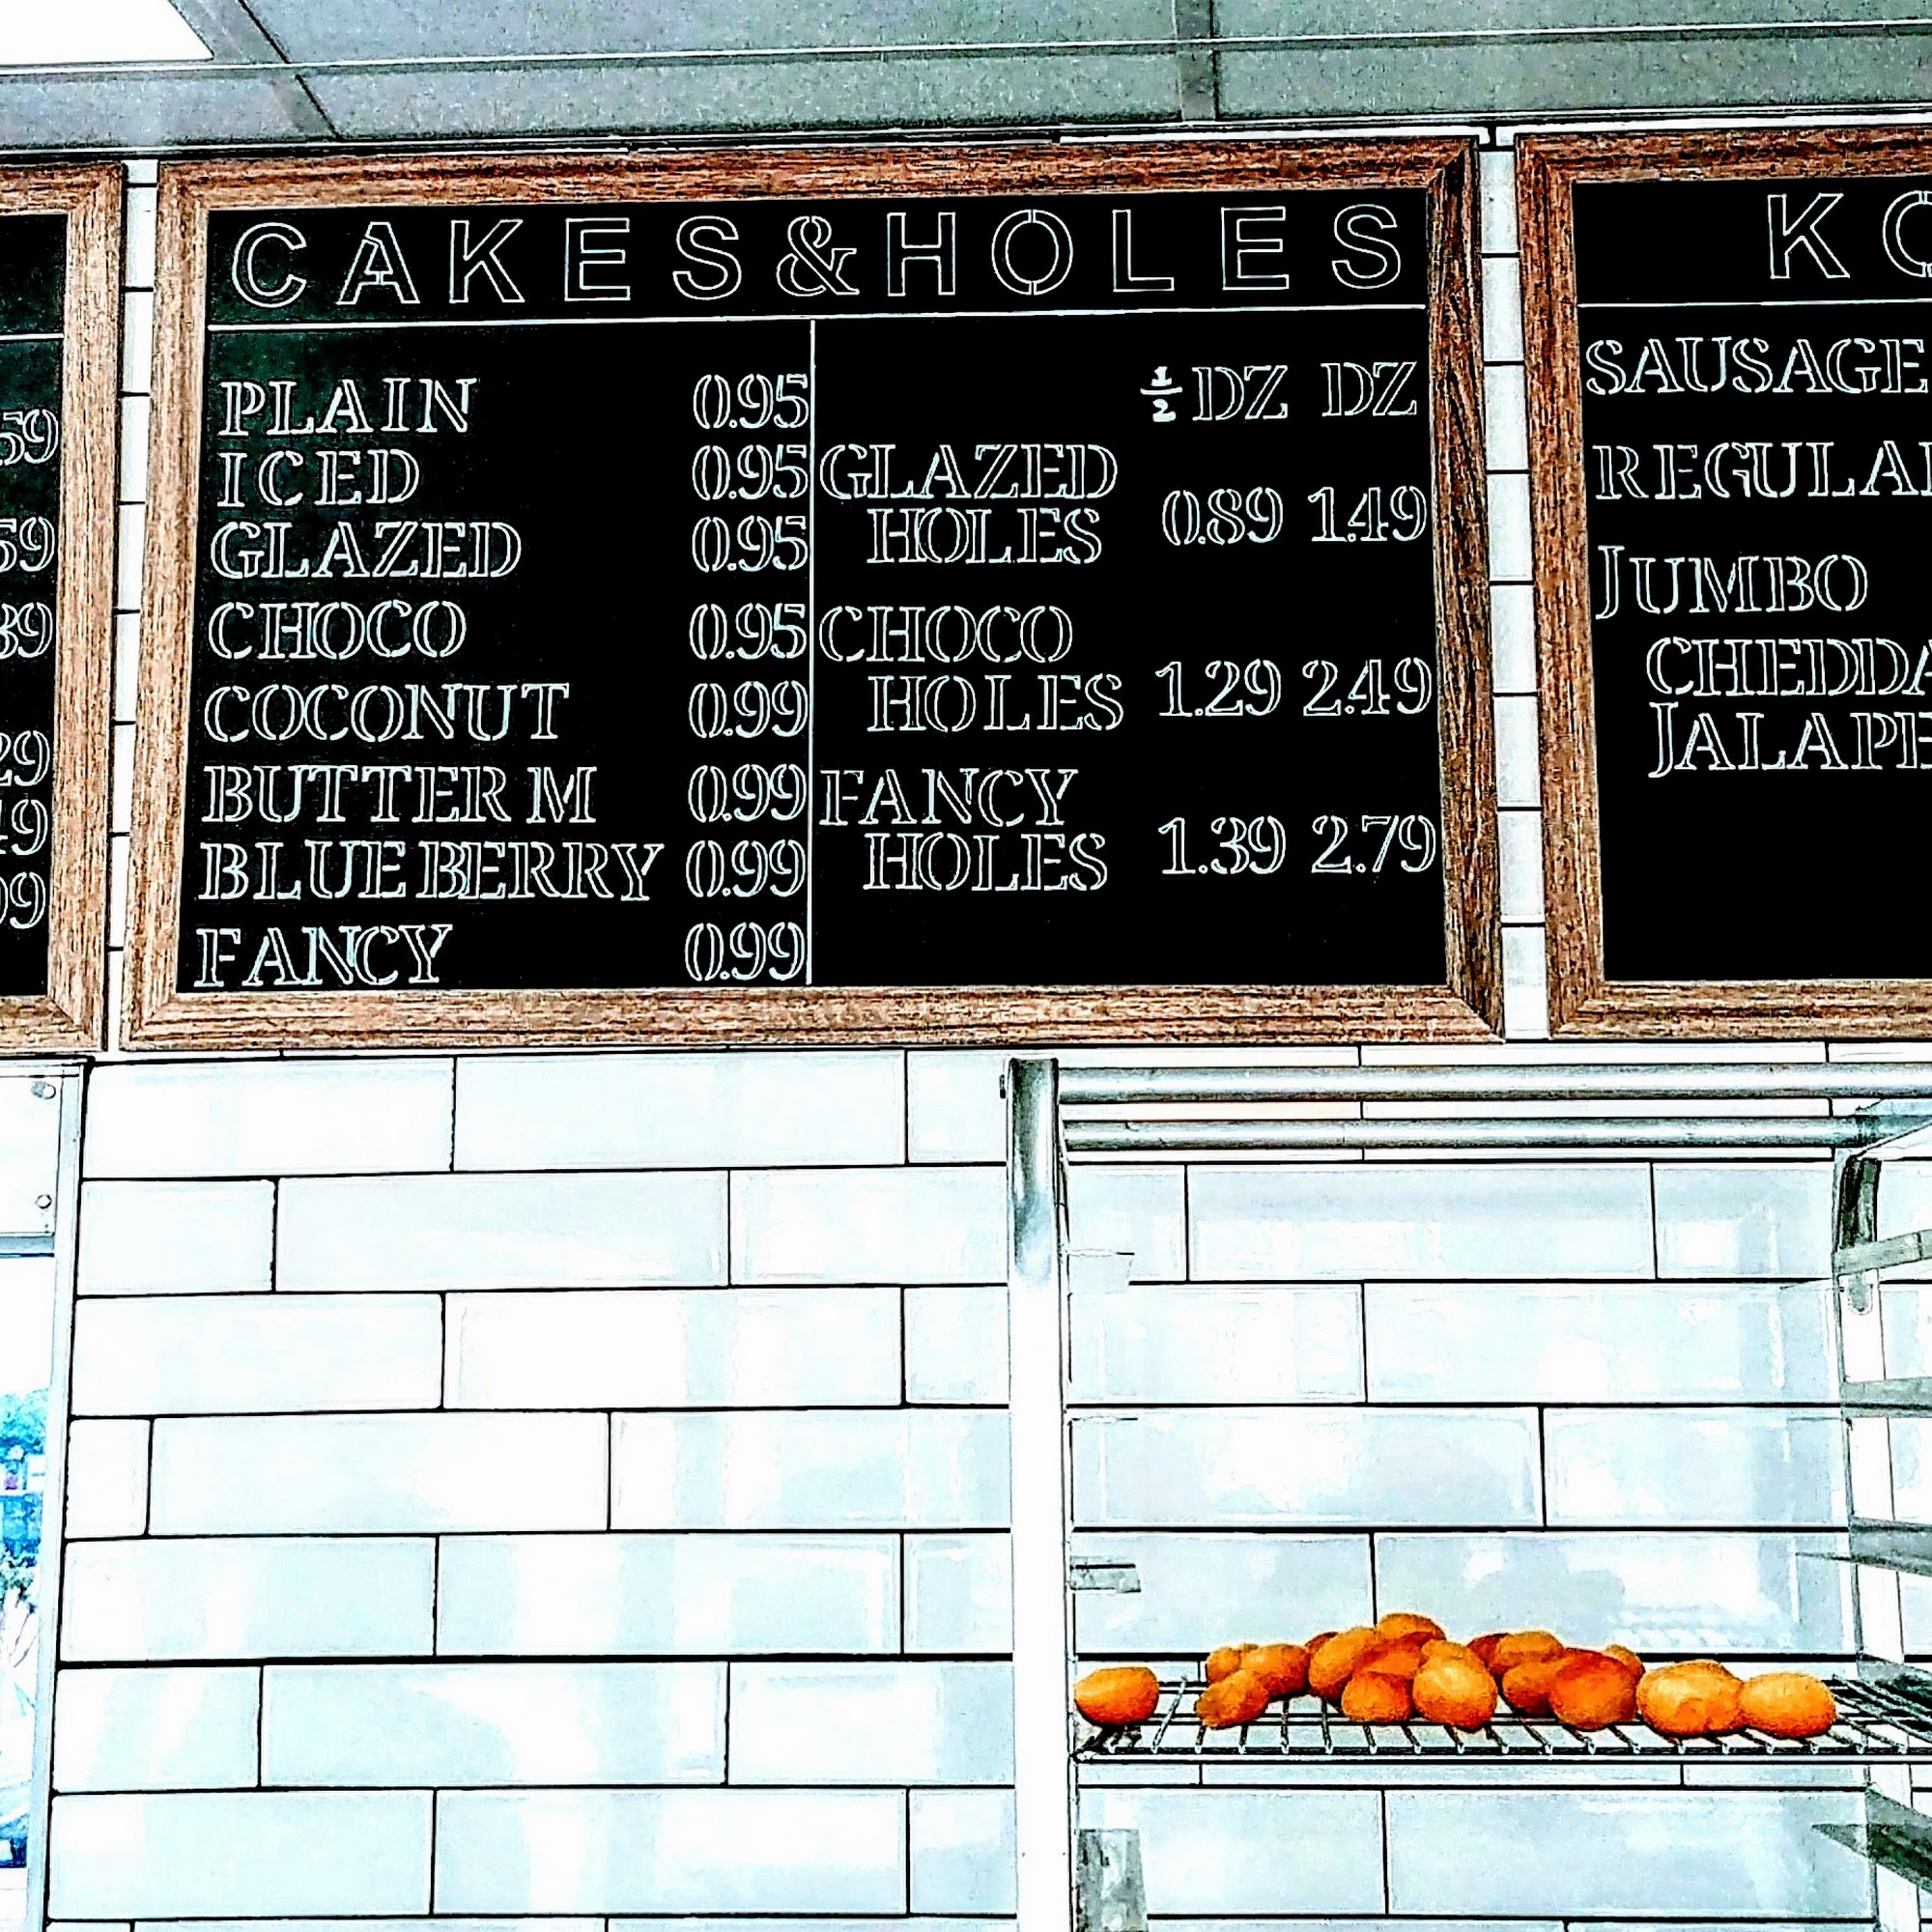 CAKES&HOLES
PLAIN 0.95
ICED 0.95
GLAZED 0.95
CHOCO 0.95
COCONUT 0.99
BUTTER M 0.99
BLUEBERRY 0.99
FANCY 0.99
½ DZ DZ
GLAZED
HOLES 0.89 1.49
CHOCO
HOLES 1.29 2.49
FANCY
HOLES 1.39 2.79
SAUSAGE
JUMBO